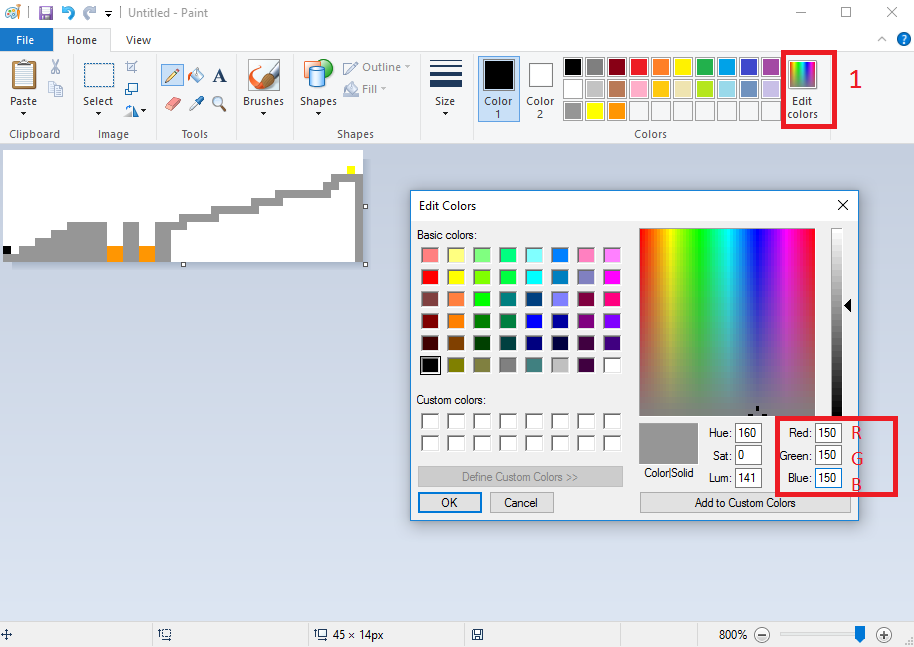 Untitled - Paint
File
Home
View
Paste
Clipboard
Select
Image
A
Tools
Brushes
Shapes
Outline
Fill
Shapes
Size
Color
1
Color
2
Colors
Edit
colors
1
Edit Colors
Basic colors:
Custom colors:
Define Custom Colors >>
OK
Cancel
Color|Solid
Hue: 160
Sat: 0
Lum: 141
Red: 150 R
Green: 150 G
Blue: 150 B
Add to Custom Colors
45 × 14px
800%